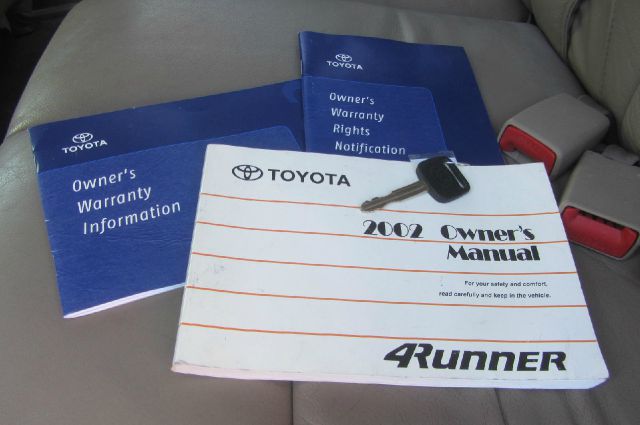 TOYOTA
Owner's
Warranty
Rights
Notification
TOYOTA
Owner's
Warranty
Information
TOYOTA
2002 Owner's
Manual
For your safety and comfort,
read carefully and keep in the vehicle.
4RUNNER